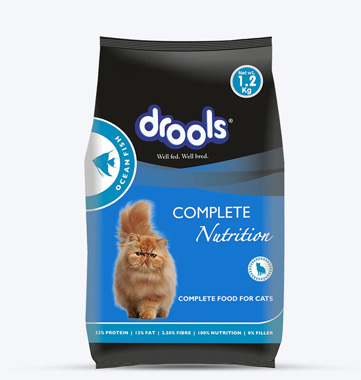 Net wt.
1.2
Kg
drools®
Well fed. Well bred.
OCEAN FISH
COMPLETE
Nutrition
COMPLETE FOOD FOR CATS
32% PROTEIN | 12% FAT | 2.50% FIBRE | 100% NUTRITION | 0% FILLER